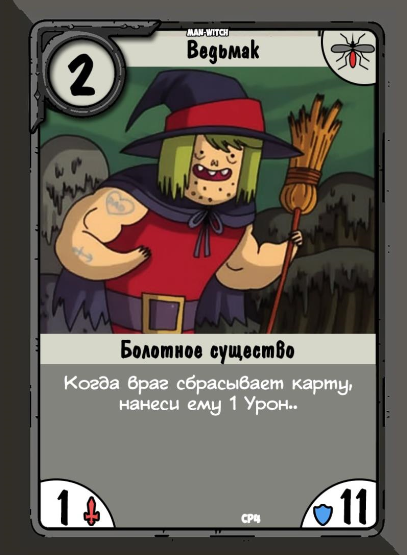 MAN-WITCH
Ведьмак
2
Болотное существо
Когда враг сбрасывает карту,
нанеси ему 1 Урон..
1
CP4
11